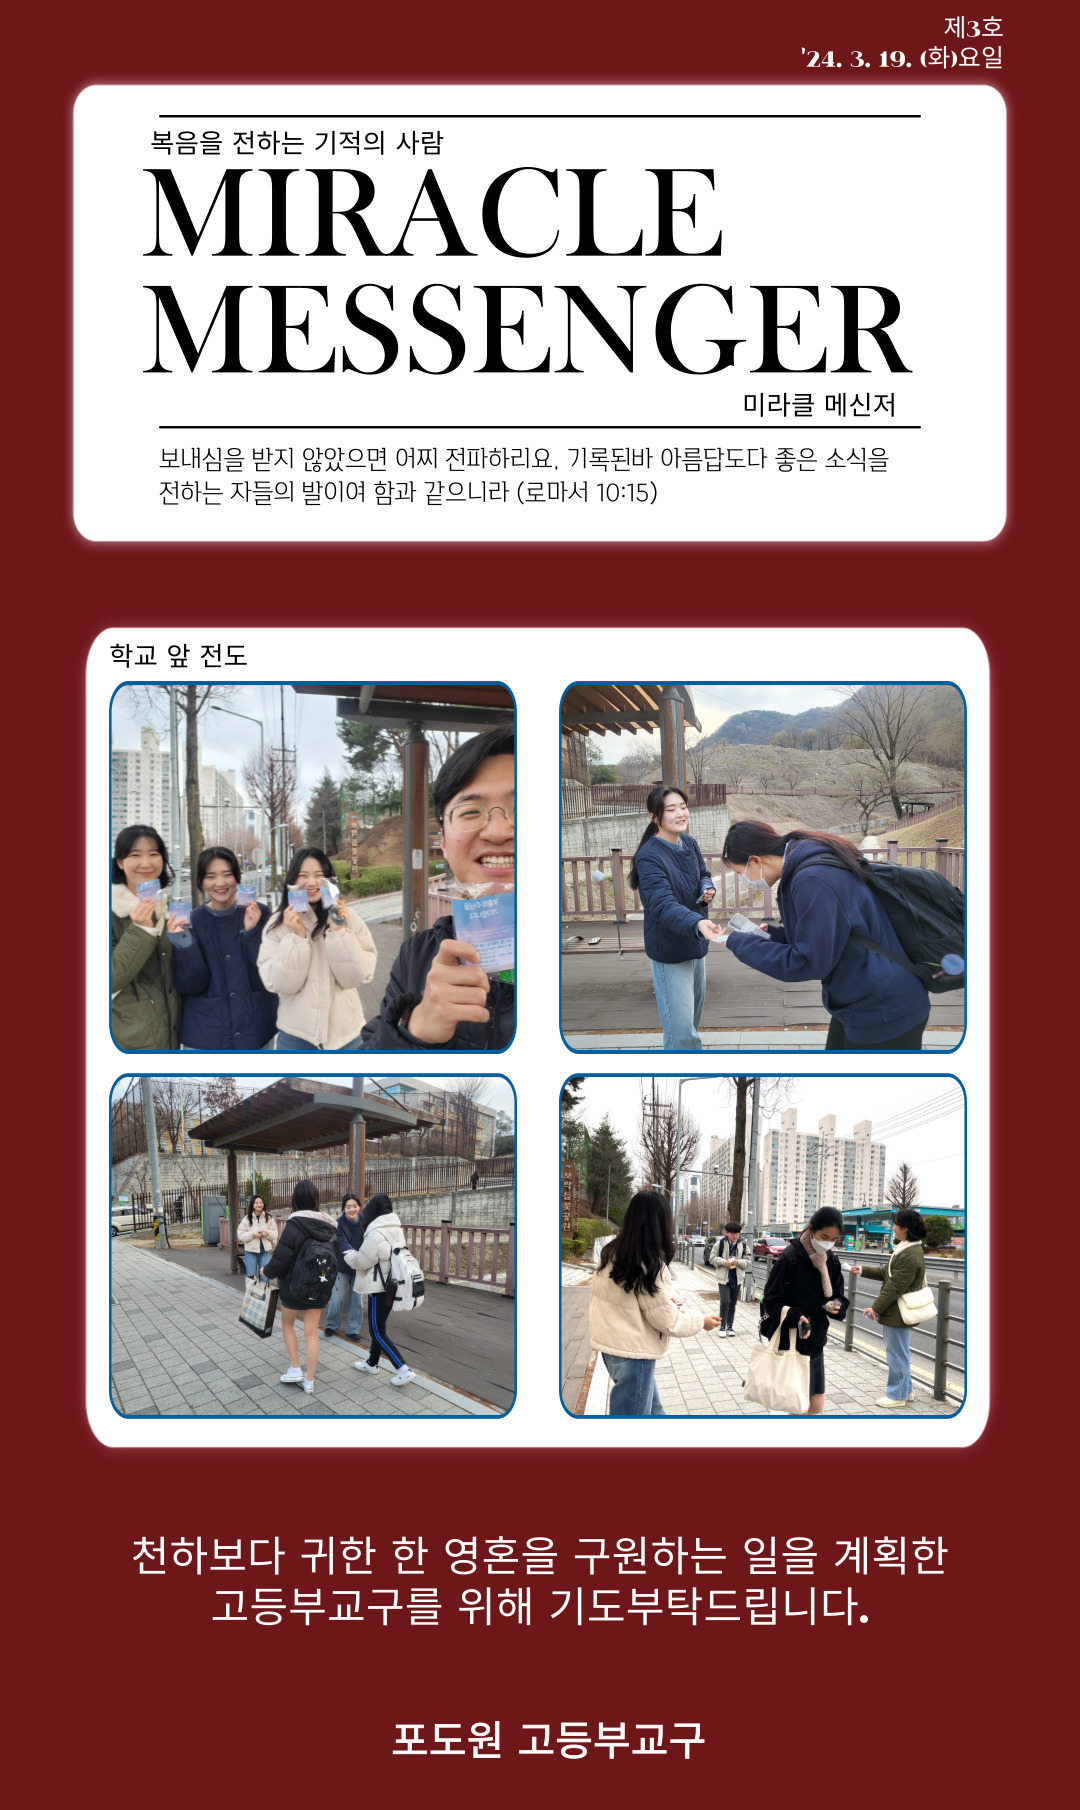 제3호
'24. 3. 19. (화)요일
복음을 전하는 기적의 사람
MIRACLE
MESSENGER
미라클 메신저
보내심을 받지 않았으면 어찌 전파하리요. 기록된바 아름답도다 좋은 소식을
전하는 자들의 발이여 함과 같으니라 (로마서 10:15)
학교 앞 전도
천하보다 귀한 한 영혼을 구원하는 일을 계획한
고등부교구를 위해 기도부탁드립니다.
포도원 고등부교구